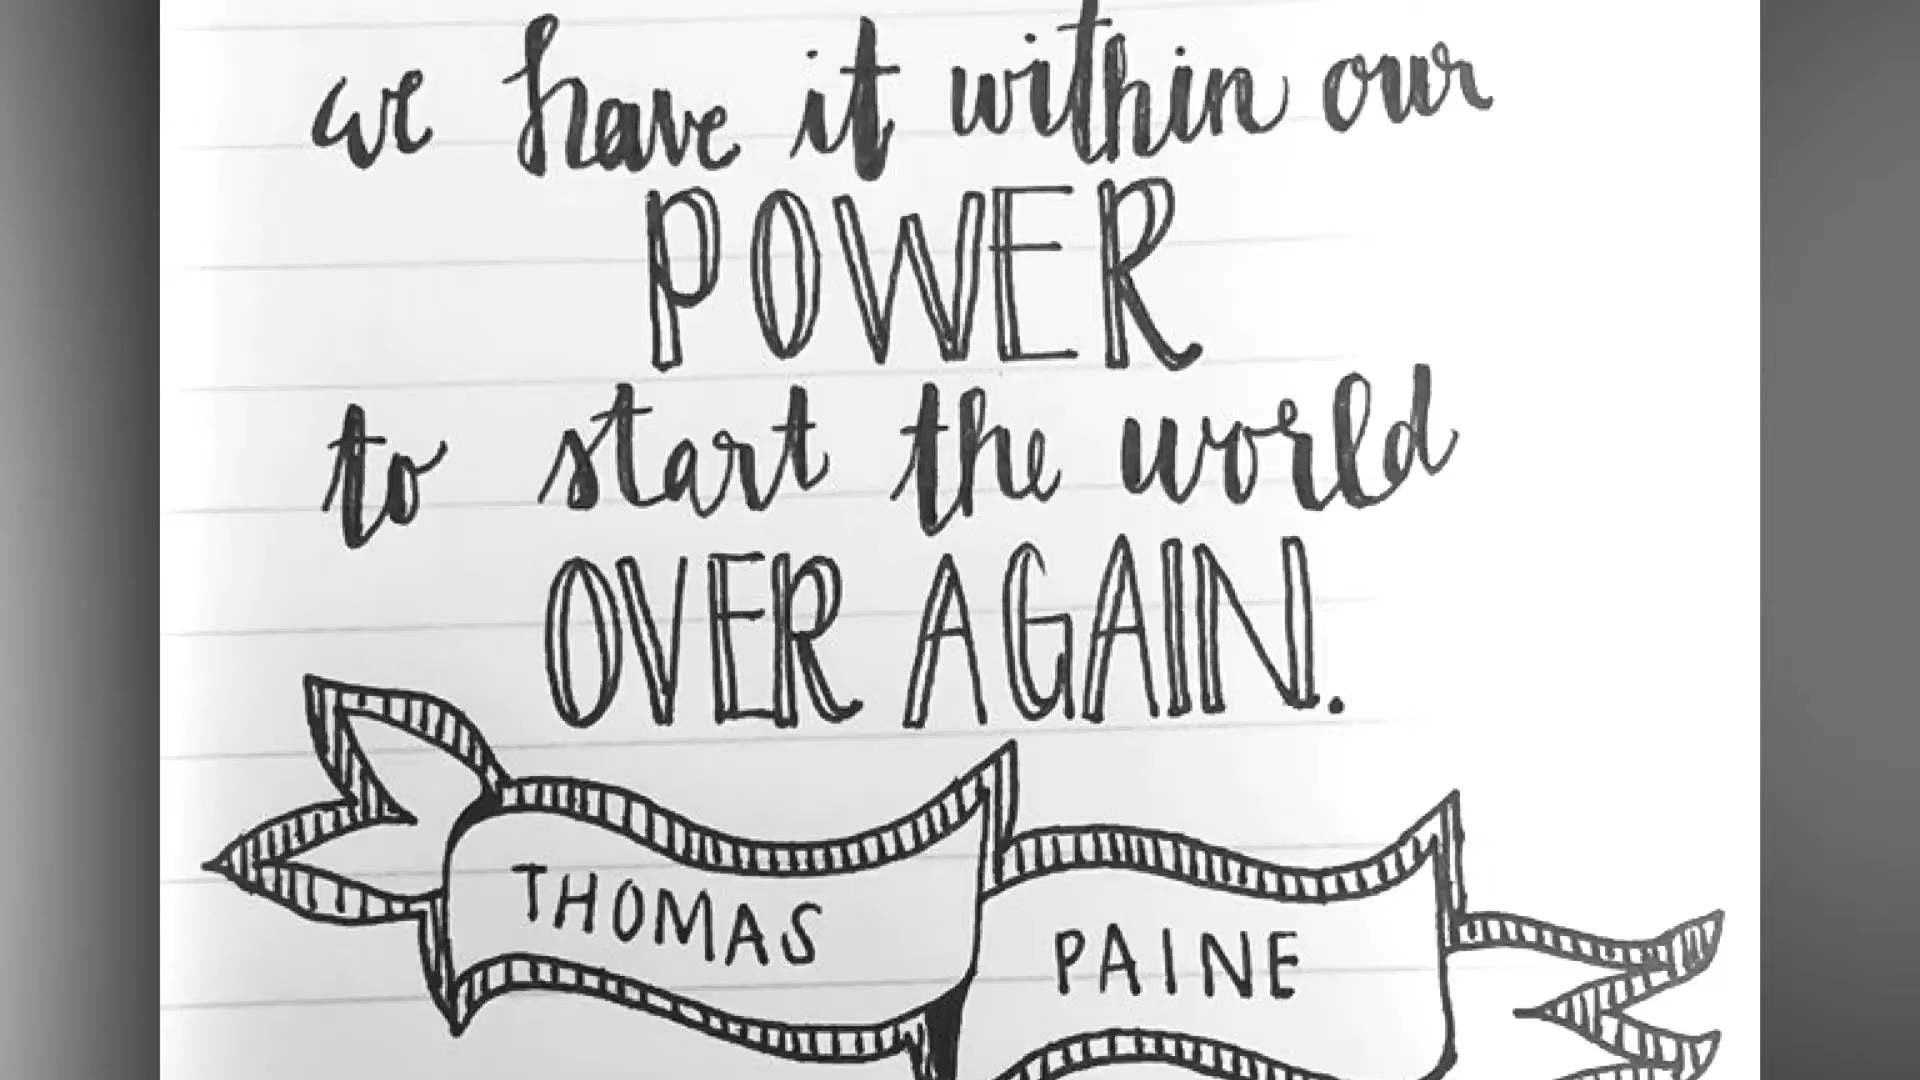 we have it within our
POWER
to start the world
OVER AGAIN.
THOMAS
PAINE